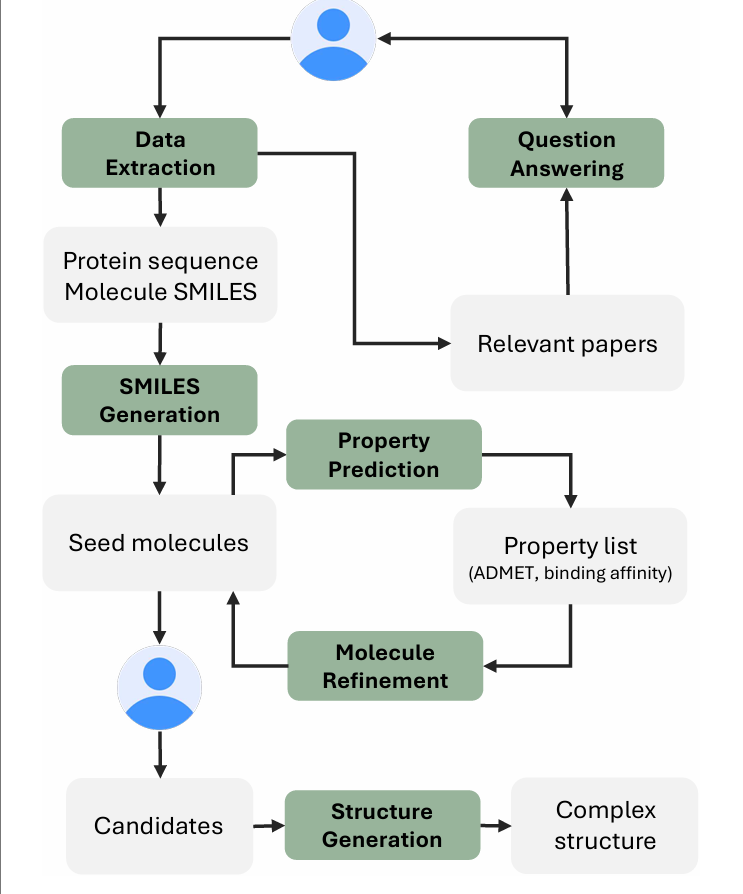 Data
Extraction
Question
Answering
Protein sequence
Molecule SMILES
Relevant papers
SMILES
Generation
Property
Prediction
Seed molecules
Property list
(ADMET, binding affinity)
Molecule
Refinement
Candidates
Structure
Generation
Complex
structure